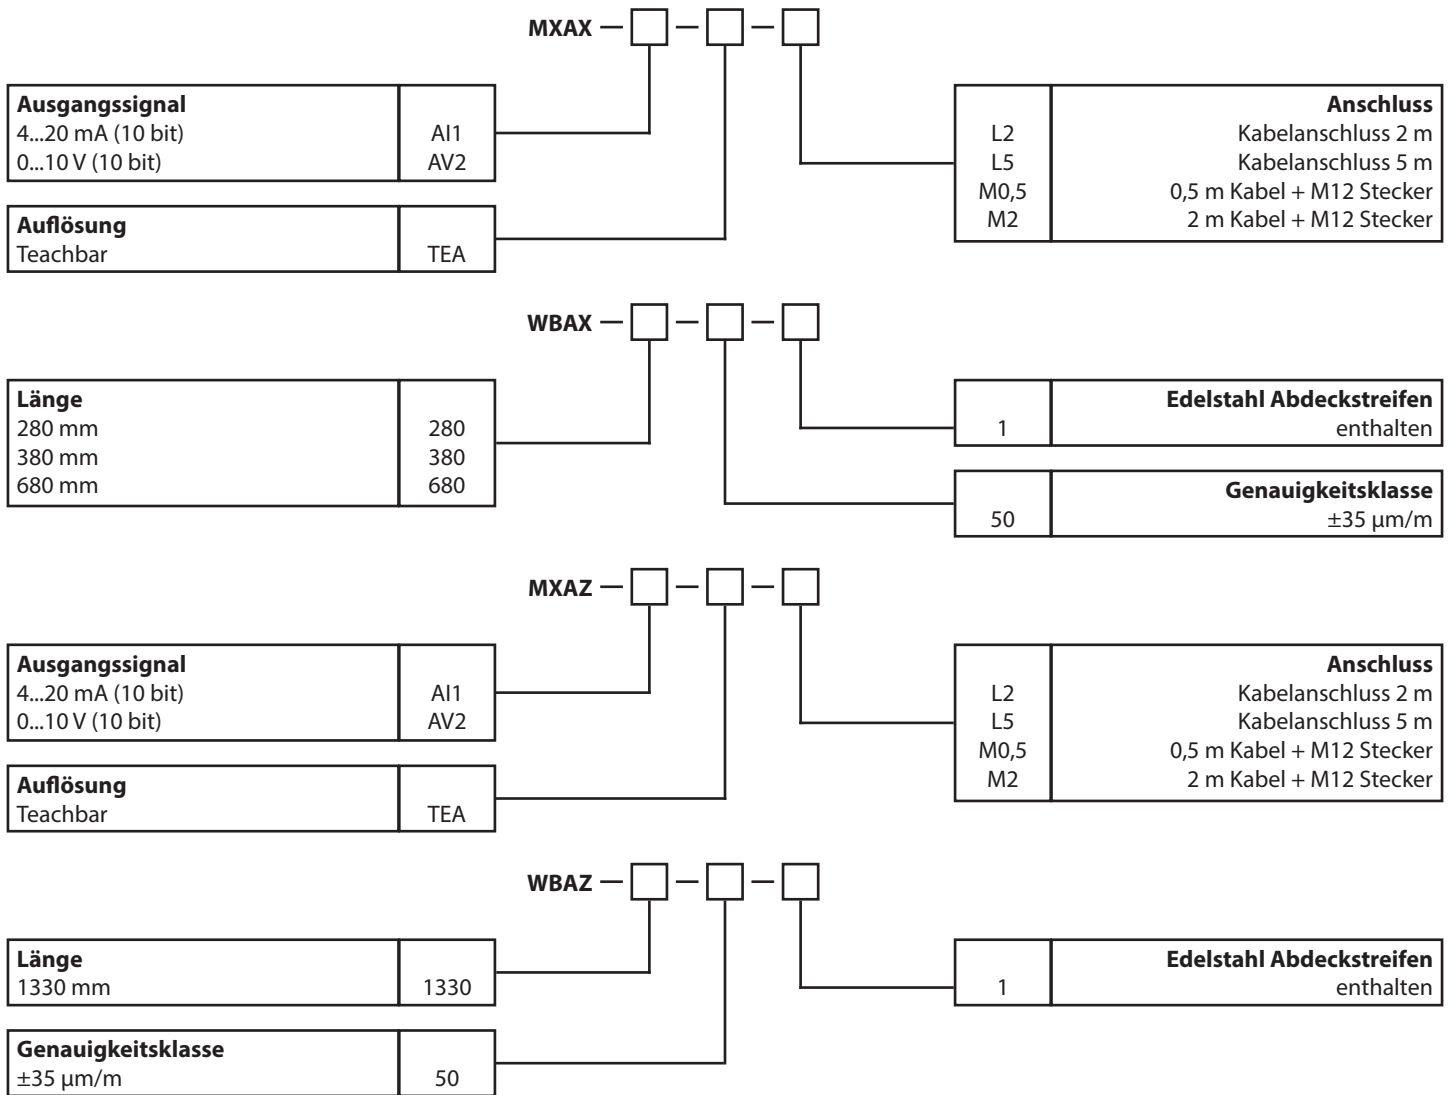 MXAX — —  —
Ausgangssignal
4...20 mA (10 bit) AI1
0...10 V (10 bit) AV2
Auflösung
Teachbar TEA
Anschluss
L2 Kabelanschluss 2 m
L5 Kabelanschluss 5 m
M0,5 0,5 m Kabel + M12 Stecker
M2 2 m Kabel + M12 Stecker
WBAX — — —
Länge
280 mm 280
380 mm 380
680 mm 680
Edelstahl Abdeckstreifen
1 enthalten
Genauigkeitsklasse
50 ±35 µm/m
MXAZ — — —
Ausgangssignal
4...20 mA (10 bit) AI1
0...10 V (10 bit) AV2
Auflösung
Teachbar TEA
Anschluss
L2 Kabelanschluss 2 m
L5 Kabelanschluss 5 m
M0,5 0,5 m Kabel + M12 Stecker
M2 2 m Kabel + M12 Stecker
WBAZ — — —
Länge
1330 mm 1330
Genauigkeitsklasse
±35 µm/m 50
Edelstahl Abdeckstreifen
1 enthalten